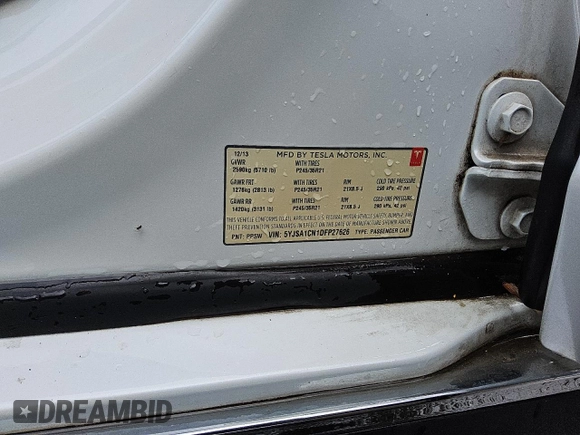 12/13 MFD BY TESLA MOTORS, INC.
GVWR WITH TIRES
2590kg (5710 lb) P245/35R21
GAWR FRT WITH TIRES RIM COLD TIRE PRESSURE
1276kg (2813 lb) P245/35R21 21X8.5 J 290 kPa, 42 psi
GAWR RR WITH TIRES RIM COLD TIRE PRESSURE
1420kg (3131 lb) P245/35R21 21X8.5 J 290 kPa, 42 psi
THIS VEHICLE CONFORMS TO ALL APPLICABLE U.S. FEDERAL MOTOR VEHICLE SAFETY, BUMPER, AND
THEFT PREVENTION STANDARDS IN EFFECT ON THE DATE OF MANUFACTURE SHOWN ABOVE.
PNT: PPSW VIN: 5YJSA1CN1DFP27626 TYPE: PASSENGER CAR
DREAMBID